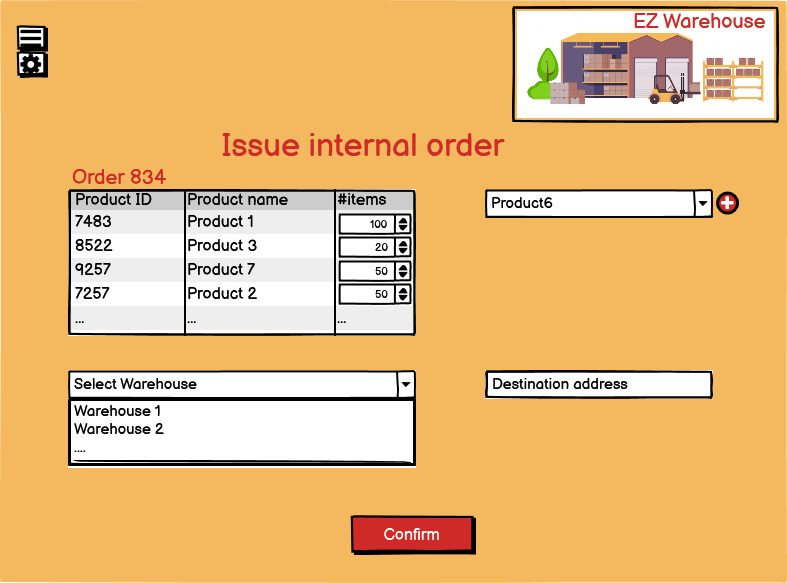 EZ Warehouse
Issue internal order
Order 834
Product ID Product name #items
7483 Product 1 100
8522 Product 3 20
9257 Product 7 50
7257 Product 2 50
... ... ...
Product6
Select Warehouse
Warehouse 1
Warehouse 2
....
Destination address
Confirm